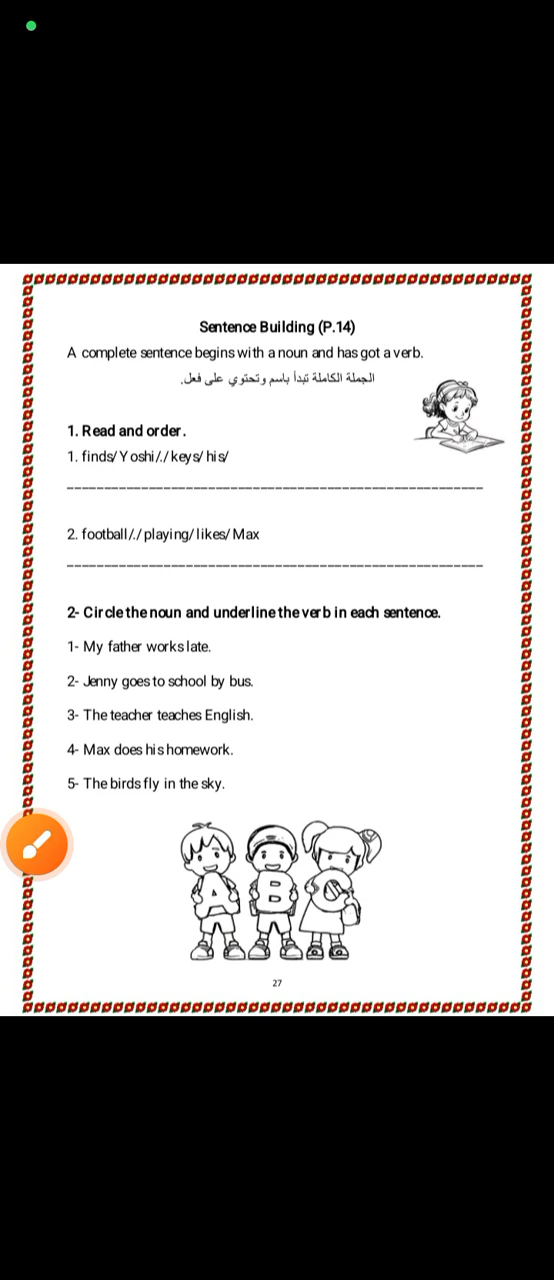 Sentence Building (P.14)
A complete sentence begins with a noun and has got a verb.
الجملة الكاملة تبدأ باسم وتحتوي على فعل.
1. Read and order.
1. finds/ Yoshi/./ keys/ his/
2. football/./ playing/ likes/ Max
2- Circle the noun and underline the verb in each sentence.
1- My father works late.
2- Jenny goes to school by bus.
3- The teacher teaches English.
4- Max does his homework.
5- The birds fly in the sky.
A B C
27